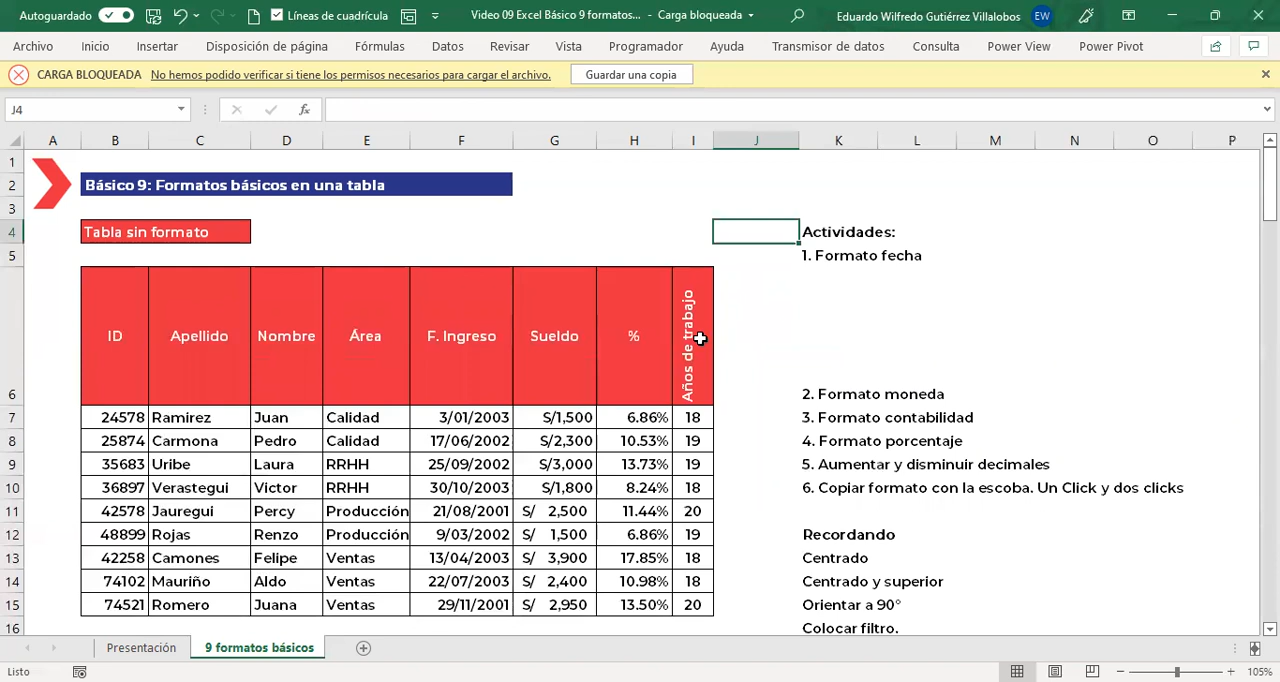 Autoguardado Líneas de cuadrícula Video 09 Excel Básico 9 formatos... - Carga bloqueada Eduardo Wilfredo Gutiérrez Villalobos EW
Archivo Inicio Insertar Disposición de página Fórmulas Datos Revisar Vista Programador Ayuda Transmisor de datos Consulta Power View Power Pivot
CARGA BLOQUEADA No hemos podido verificar si tiene los permisos necesarios para cargar el archivo. Guardar una copia
J4 fx
A B C D E F G H I J K L M N O P
1
2 Básico 9: Formatos básicos en una tabla
3
4 Tabla sin formato Actividades:
5 1. Formato fecha
ID Apellido Nombre Área F. Ingreso Sueldo % Años de trabajo
6 2. Formato moneda
7 24578 Ramirez Juan Calidad 3/01/2003 S/1,500 6.86% 18 3. Formato contabilidad
8 25874 Carmona Pedro Calidad 17/06/2002 S/2,300 10.53% 19 4. Formato porcentaje
9 35683 Uribe Laura RRHH 25/09/2002 S/3,000 13.73% 19 5. Aumentar y disminuir decimales
10 36897 Verastegui Victor RRHH 30/10/2003 S/1,800 8.24% 18 6. Copiar formato con la escoba. Un Click y dos clicks
11 42578 Jauregui Percy Producción 21/08/2001 S/ 2,500 11.44% 20
12 48899 Rojas Renzo Producción 9/03/2002 S/ 1,500 6.86% 19 Recordando
13 42258 Camones Felipe Ventas 13/04/2003 S/ 3,900 17.85% 18 Centrado
14 74102 Mauriño Aldo Ventas 22/07/2003 S/ 2,400 10.98% 18 Centrado y superior
15 74521 Romero Juana Ventas 29/11/2001 S/ 2,950 13.50% 20 Orientar a 90°
16 Colocar filtro.
Presentación 9 formatos básicos
Listo 105%